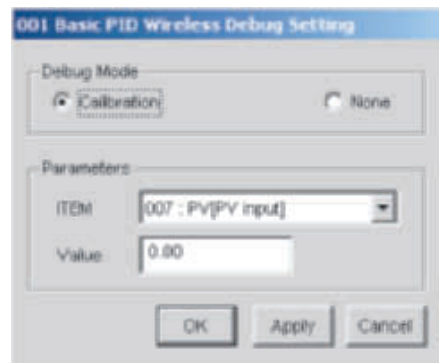 001 Basic PID Wireless Debug Setting
Debug Mode
Calibration None
Parameters
ITEM 007 : PV[PV input]
Value 0.00
OK Apply Cancel